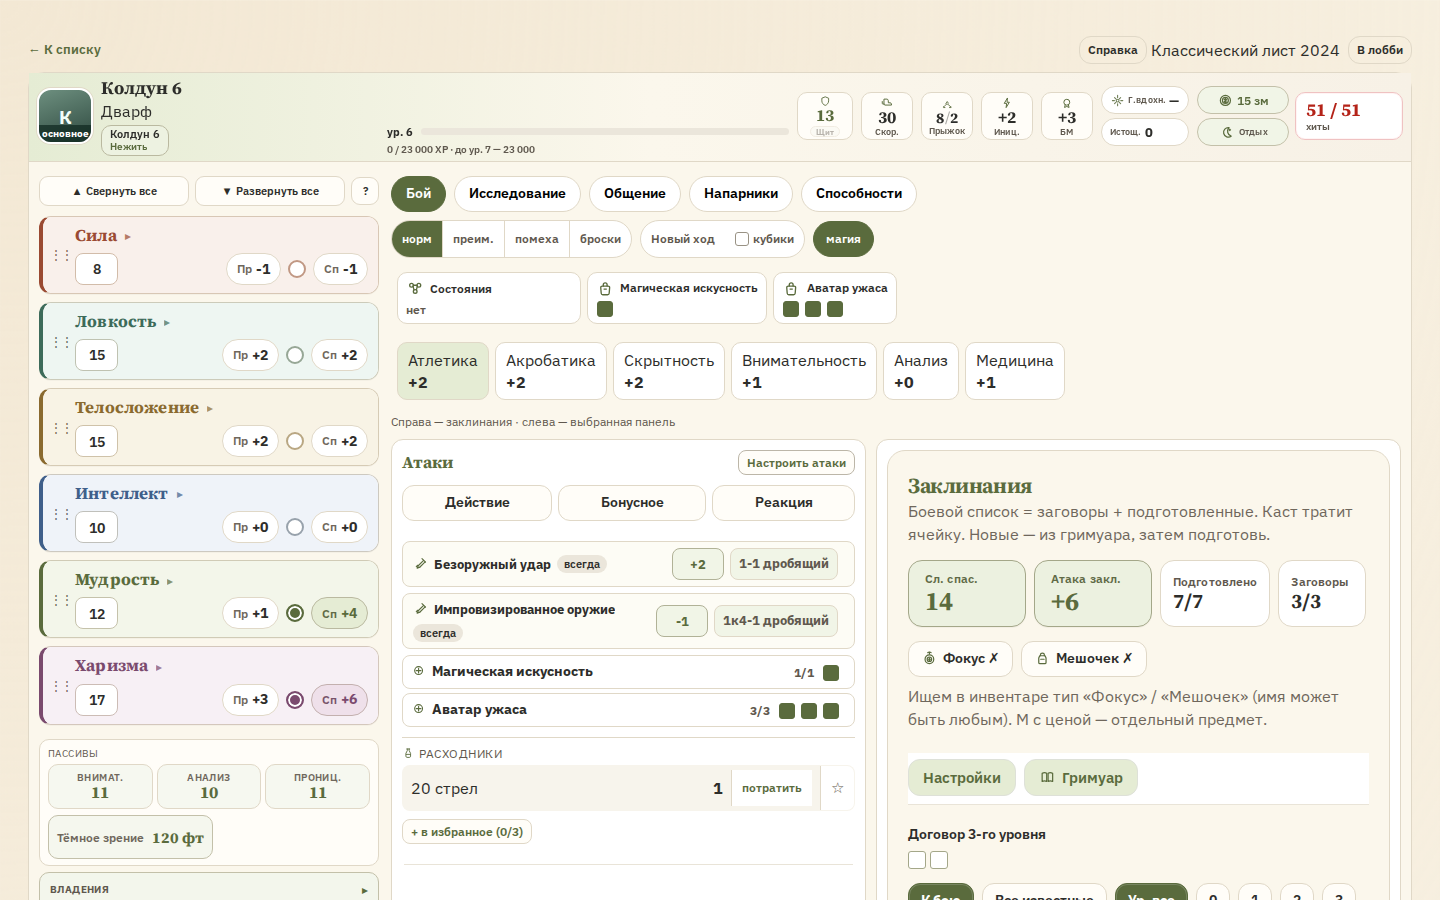 ← К списку
Справка Классический лист 2024 В лобби
К
основное
Колдун 6
Дварф
Колдун 6
Нежить
ур. 6
0 / 23 000 XP · до ур. 7 — 23 000
13
Щит
30
Скор.
8/2
Прыжок
+2
Иниц.
+3
БМ
Г.вдохн. —
Истощ. 0
15 зм
Отдых
51 / 51
хиты
▲ Свернуть все
▼ Развернуть все
?
Сила ▸
8
Пр -1
Сп -1
Ловкость ▸
15
Пр +2
Сп +2
Телосложение ▸
15
Пр +2
Сп +2
Интеллект ▸
10
Пр +0
Сп +0
Мудрость ▸
12
Пр +1
Сп +4
Харизма ▸
17
Пр +3
Сп +6
ПАССИВЫ
ВНИМАТ.
11
АНАЛИЗ
10
ПРОНИЦ.
11
Тёмное зрение 120 фт
ВЛАДЕНИЯ ▸
Бой Исследование Общение Напарники Способности
норм преим. помеха броски Новый ход кубики магия
Состояния
нет
Магическая искусность
Аватар ужаса
Атлетика
+2
Акробатика
+2
Скрытность
+2
Внимательность
+1
Анализ
+0
Медицина
+1
Справа — заклинания · слева — выбранная панель
Атаки
Настроить атаки
Действие Бонусное Реакция
Безоружный удар всегда +2 1-1 дробящий
Импровизированное оружие
всегда
-1 1к4-1 дробящий
Магическая искусность 1/1
Аватар ужаса 3/3
РАСХОДНИКИ
20 стрел 1 потратить ☆
+ в избранное (0/3)
Заклинания
Боевой список = заговоры + подготовленные. Каст тратит
ячейку. Новые — из гримуара, затем подготовь.
Сл. спас.
14
Атака закл.
+6
Подготовлено
7/7
Заговоры
3/3
Фокус ✗
Мешочек ✗
Ищем в инвентаре тип «Фокус» / «Мешочек» (имя может
быть любым). М с ценой — отдельный предмет.
Настройки
Гримуар
Договор 3-го уровня
К бою Все известные Ур. все 0 1 2 3